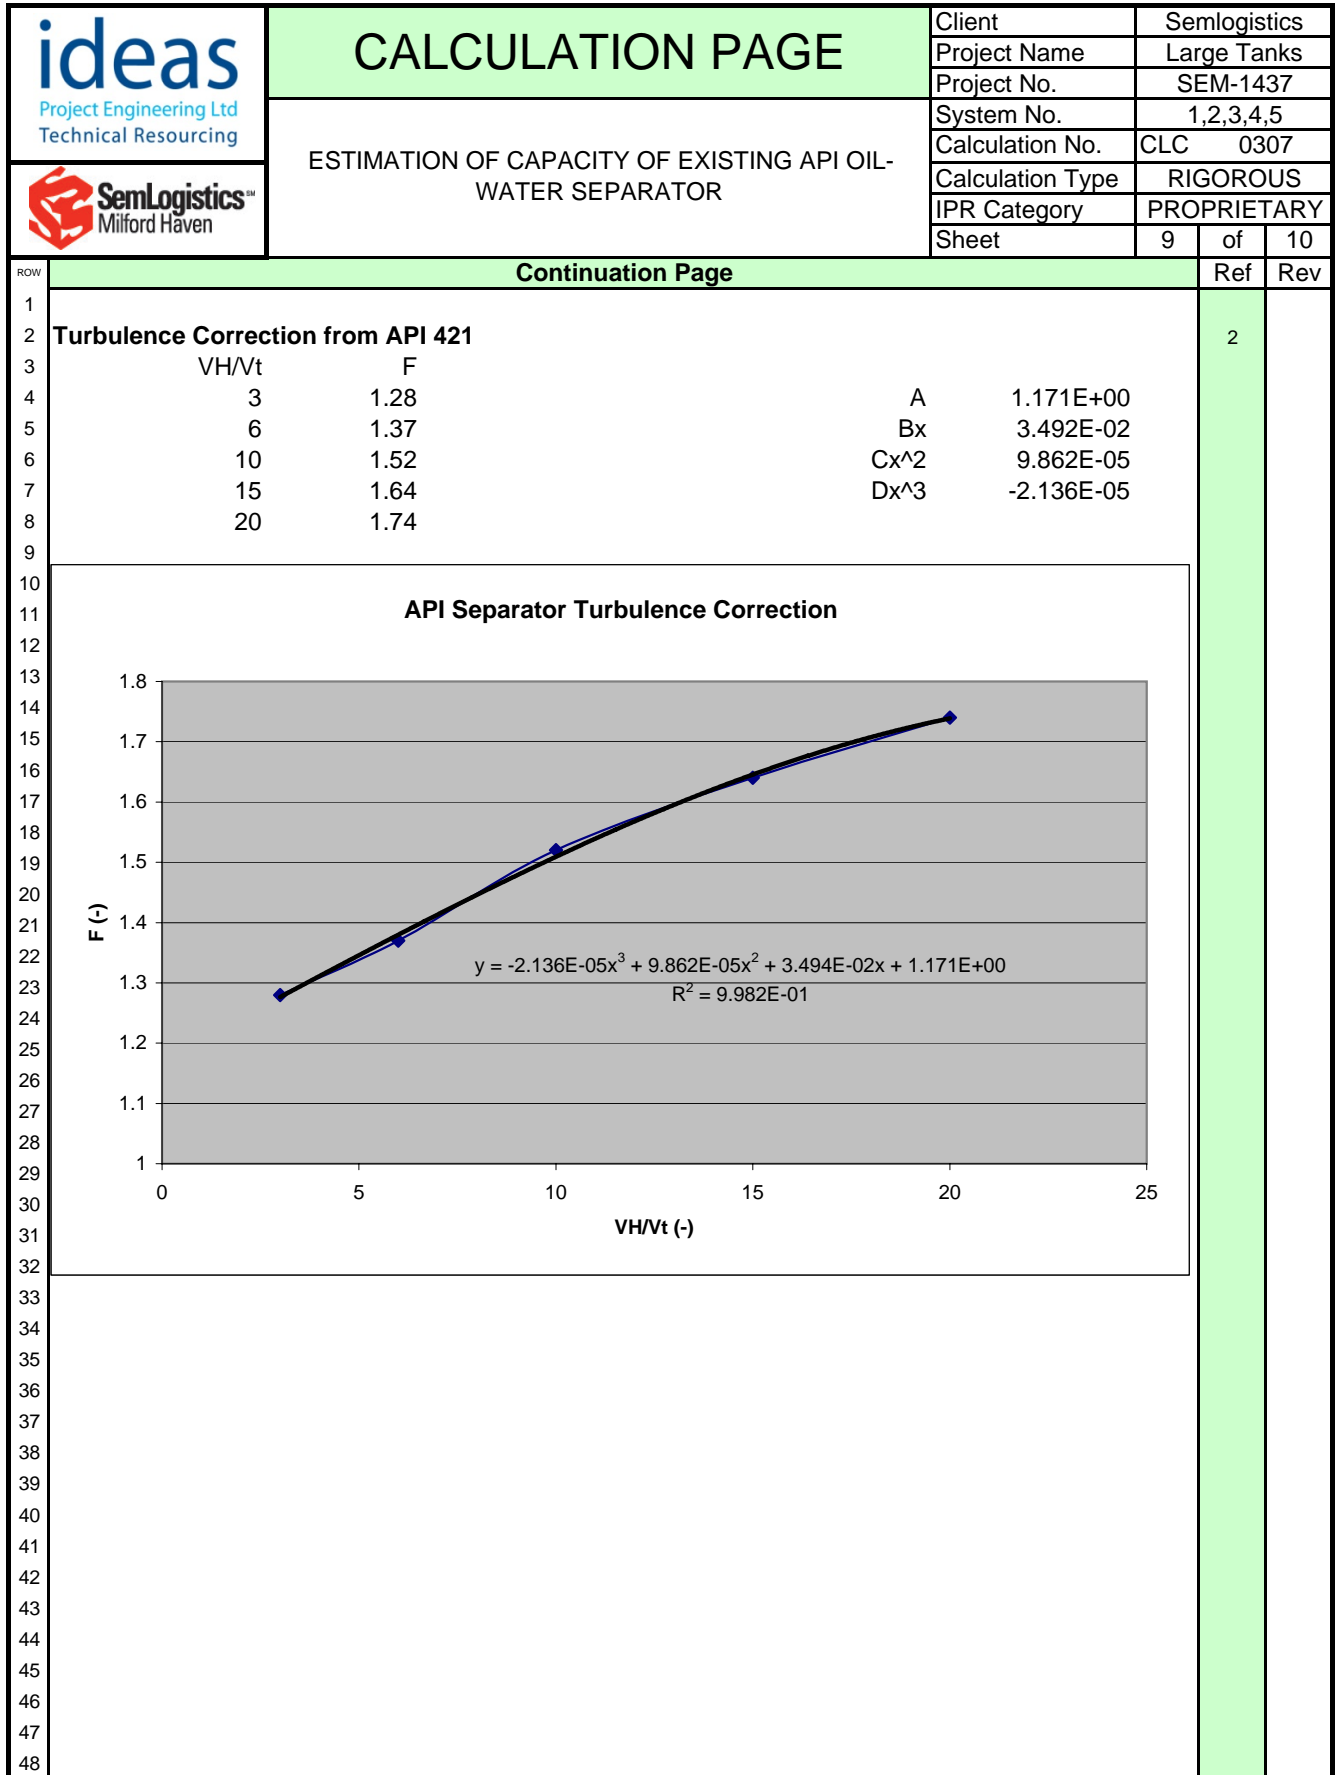 ideas
Project Engineering Ltd
Technical Resourcing
SemLogistics℠
Milford Haven
CALCULATION PAGE
ESTIMATION OF CAPACITY OF EXISTING API OIL-
WATER SEPARATOR
Client Semlogistics
Project Name Large Tanks
Project No. SEM-1437
System No. 1,2,3,4,5
Calculation No. CLC 0307
Calculation Type RIGOROUS
IPR Category PROPRIETARY
Sheet 9 of 10
ROW Continuation Page Ref Rev
1
2 Turbulence Correction from API 421 2
3 VH/Vt F
4 3 1.28 A 1.171E+00
5 6 1.37 Bx 3.492E-02
6 10 1.52 Cx^2 9.862E-05
7 15 1.64 Dx^3 -2.136E-05
8 20 1.74
9
10
11
12
13
14
15
16
17
18
19
20
21
22
23
24
25
26
27
28
29
30
31
32
33
34
35
36
37
38
39
40
41
42
43
44
45
46
47
48
API Separator Turbulence Correction
1.8
1.7
1.6
1.5
1.4
1.3
1.2
1.1
1
F (-)
y = -2.136E-05x³ + 9.862E-05x² + 3.494E-02x + 1.171E+00
R² = 9.982E-01
0 5 10 15 20 25
VH/Vt (-)